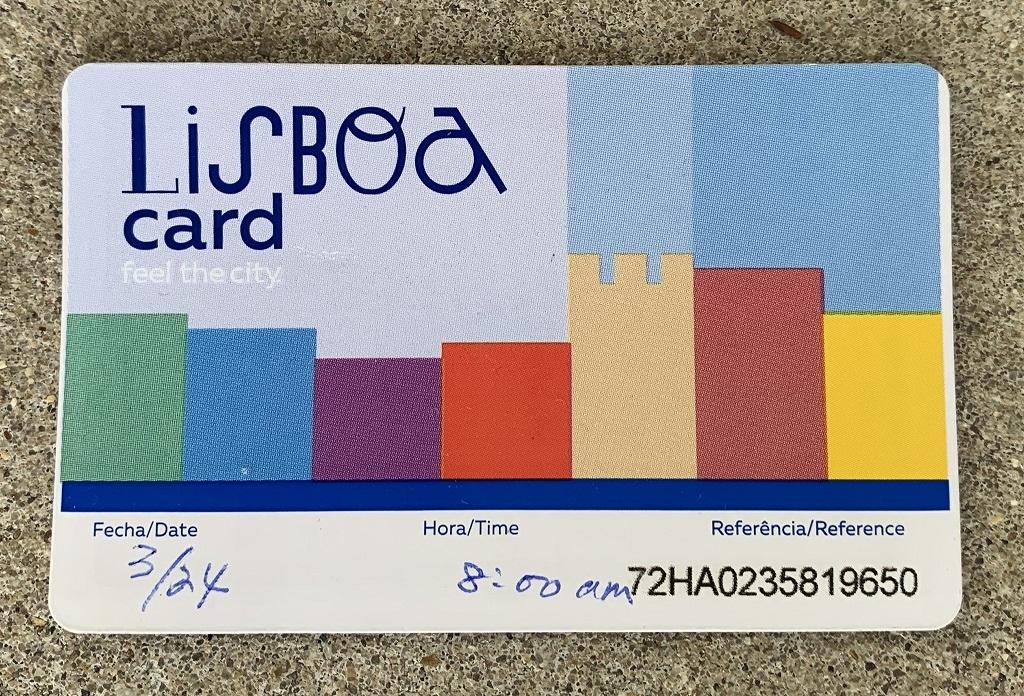 LiSBOa
card
feel the city.
Fecha/Date Hora/Time Referência/Reference
3/24 8:00 am 72HA0235819650